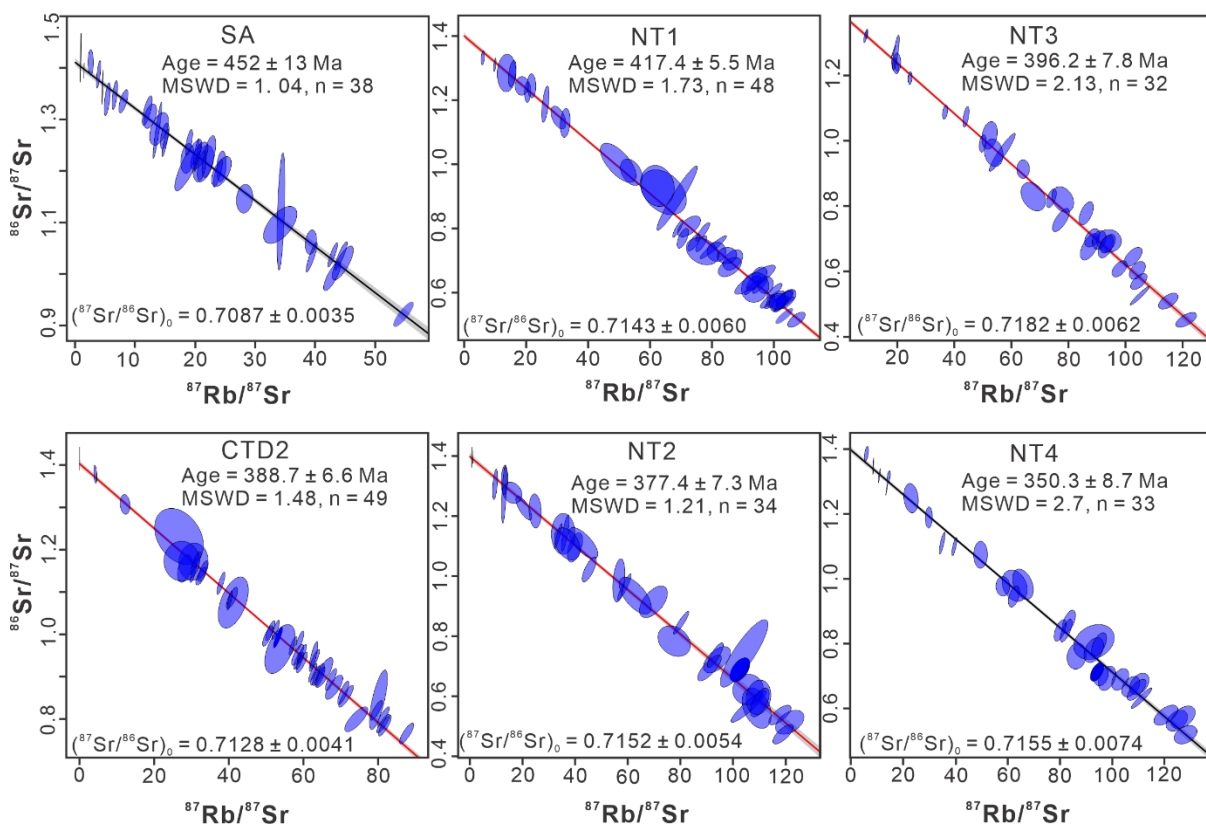 SA
Age = 452 ± 13 Ma
MSWD = 1. 04, n = 38
1.5
1.3
1.1
0.9
⁸⁶Sr/⁸⁷Sr
(⁸⁷Sr/⁸⁶Sr)₀ = 0.7087 ± 0.0035
0 10 20 30 40 50
⁸⁷Rb/⁸⁷Sr
NT1
Age = 417.4 ± 5.5 Ma
MSWD = 1.73, n = 48
1.4
1.2
1.0
0.8
0.6
(⁸⁷Sr/⁸⁶Sr)₀ = 0.7143 ± 0.0060
0 20 40 60 80 100
⁸⁷Rb/⁸⁷Sr
NT3
Age = 396.2 ± 7.8 Ma
MSWD = 2.13, n = 32
1.2
1.0
0.8
0.6
0.4
(⁸⁷Sr/⁸⁶Sr)₀ = 0.7182 ± 0.0062
20 40 60 80 100 120
⁸⁷Rb/⁸⁷Sr
CTD2
Age = 388.7 ± 6.6 Ma
MSWD = 1.48, n = 49
1.4
1.2
1.0
0.8
⁸⁶Sr/⁸⁷Sr
(⁸⁷Sr/⁸⁶Sr)₀ = 0.7128 ± 0.0041
0 20 40 60 80
⁸⁷Rb/⁸⁷Sr
NT2
Age = 377.4 ± 7.3 Ma
MSWD = 1.21, n = 34
1.4
1.2
1.0
0.8
0.6
0.4
(⁸⁷Sr/⁸⁶Sr)₀ = 0.7152 ± 0.0054
0 20 40 60 80 100 120
⁸⁷Rb/⁸⁷Sr
NT4
Age = 350.3 ± 8.7 Ma
MSWD = 2.7, n = 33
1.4
1.2
1.0
0.8
0.6
(⁸⁷Sr/⁸⁶Sr)₀ = 0.7155 ± 0.0074
0 20 40 60 80 100 120
⁸⁷Rb/⁸⁷Sr